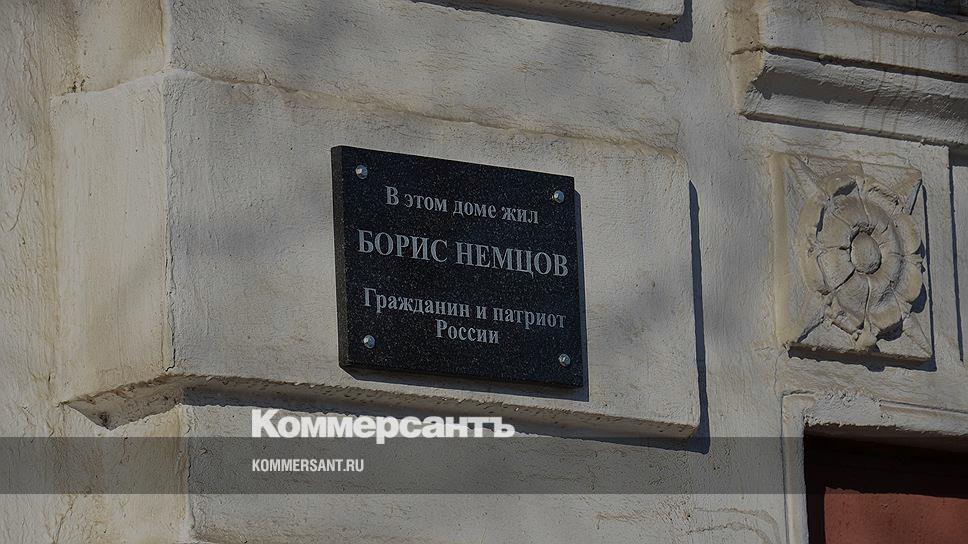 В этом доме жил
БОРИС НЕМЦОВ
Гражданин и патриот
России
Коммерсантъ
KOMMERSANT.RU